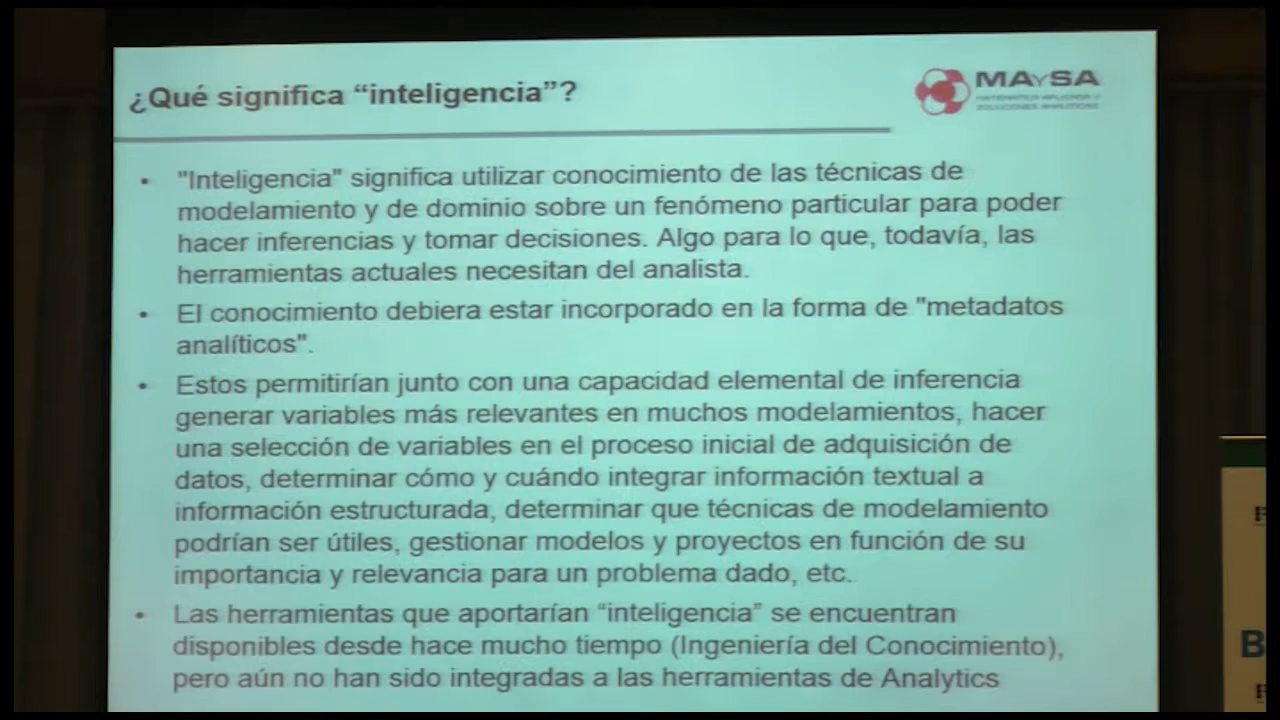 ¿Qué significa “inteligencia”?
MAYSA
• "Inteligencia" significa utilizar conocimiento de las técnicas de
modelamiento y de dominio sobre un fenómeno particular para poder
hacer inferencias y tomar decisiones. Algo para lo que, todavía, las
herramientas actuales necesitan del analista.
• El conocimiento debiera estar incorporado en la forma de "metadatos
analíticos".
• Estos permitirían junto con una capacidad elemental de inferencia
generar variables más relevantes en muchos modelamientos, hacer
una selección de variables en el proceso inicial de adquisición de
datos, determinar cómo y cuándo integrar información textual a
información estructurada, determinar que técnicas de modelamiento
podrían ser útiles, gestionar modelos y proyectos en función de su
importancia y relevancia para un problema dado, etc.
• Las herramientas que aportarían “inteligencia” se encuentran
disponibles desde hace mucho tiempo (Ingeniería del Conocimiento),
pero aún no han sido integradas a las herramientas de Analytics